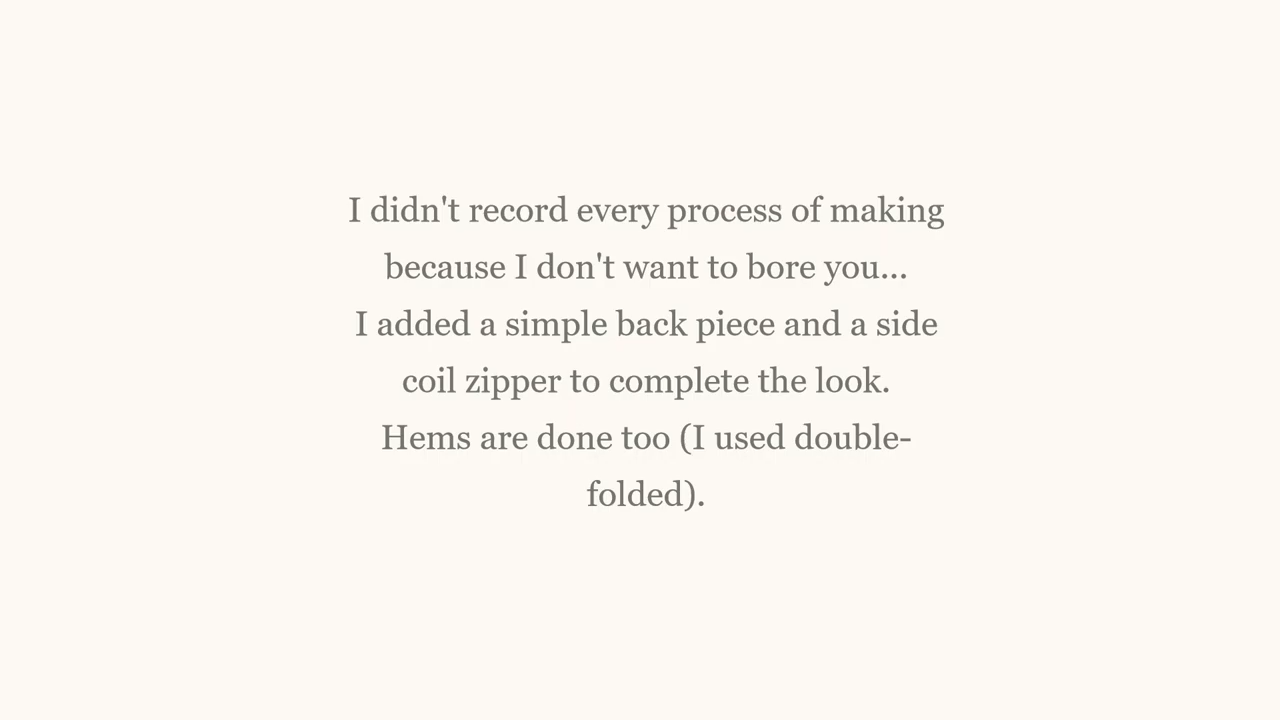 I didn't record every process of making
because I don't want to bore you...
I added a simple back piece and a side
coil zipper to complete the look.
Hems are done too (I used double-
folded).